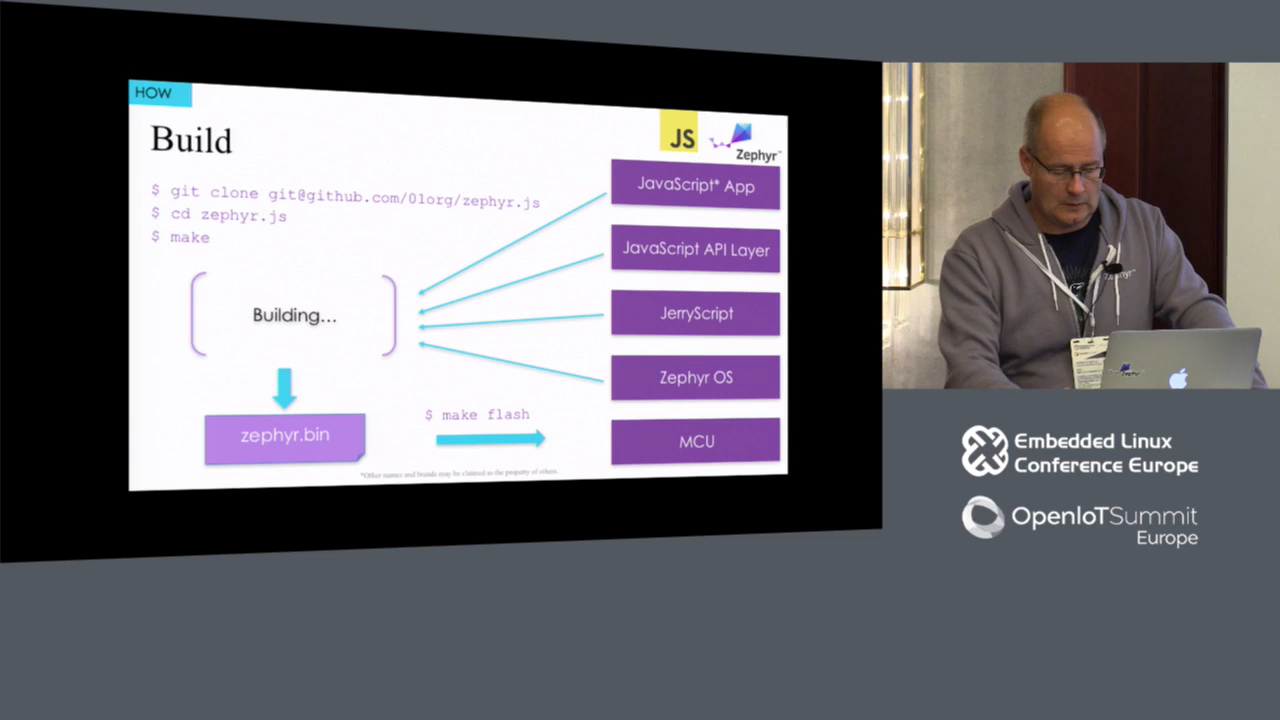 HOW
Build
JS
Zephyr™
$ git clone git@github.com/01org/zephyr.js
$ cd zephyr.js
$ make
Building...
zephyr.bin
$ make flash
JavaScript* App
JavaScript API Layer
JerryScript
Zephyr OS
MCU
*Other names and brands may be claimed as the property of others.
Zephyr
Embedded Linux
Conference Europe
OpenIoTSummit
Europe